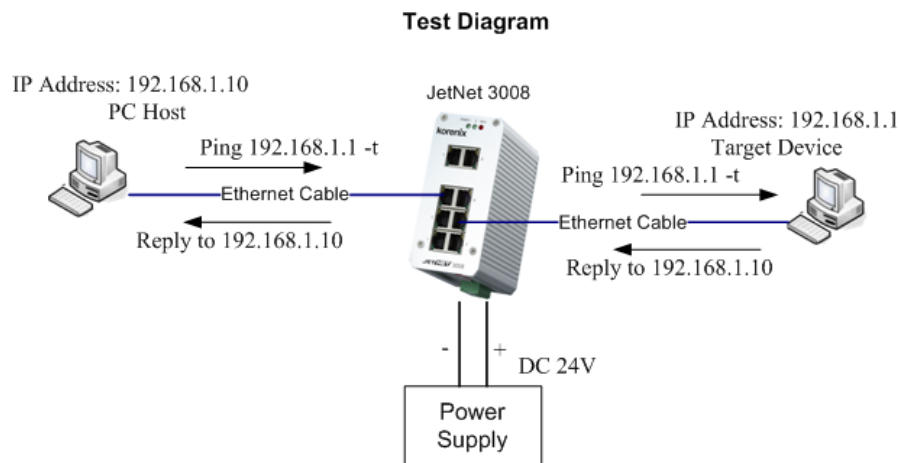 Test Diagram
IP Address: 192.168.1.10
PC Host
JetNet 3008
korenix
IP Address: 192.168.1.1
Target Device
Ping 192.168.1.1 -t
Ping 192.168.1.1 -t
Ethernet Cable
Ethernet Cable
Reply to 192.168.1.10
Reply to 192.168.1.10
JetNet 3008
- +
DC 24V
Power
Supply